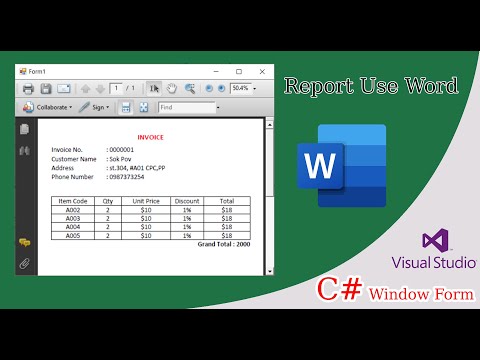 Form1
1 / 1
50.4%
Collaborate
Sign
Find
INVOICE
Invoice No. : 0000001
Customer Name : Sok Pov
Address : st.304, #A01 CPC,PP
Phone Number : 0987373254
Item Code Qty Unit Price Discount Total
A002 2 $10 1% $18
A003 2 $10 1% $18
A004 2 $10 1% $18
A005 2 $10 1% $18
Grand Total : 2000
Report Use Word
W
Visual Studio
C# Window Form